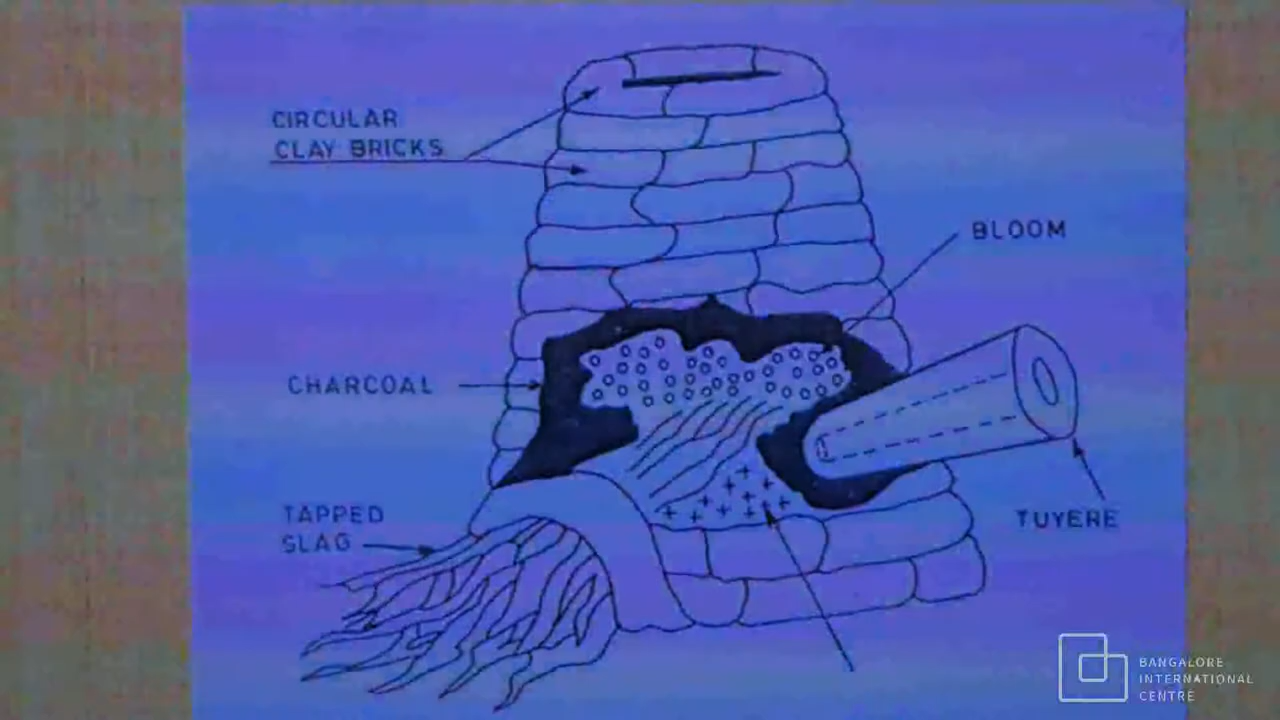 CIRCULAR
CLAY BRICKS
BLOOM
CHARCOAL
TAPPED
SLAG
TUYERE
BANGALORE
INTERNATIONAL
CENTRE